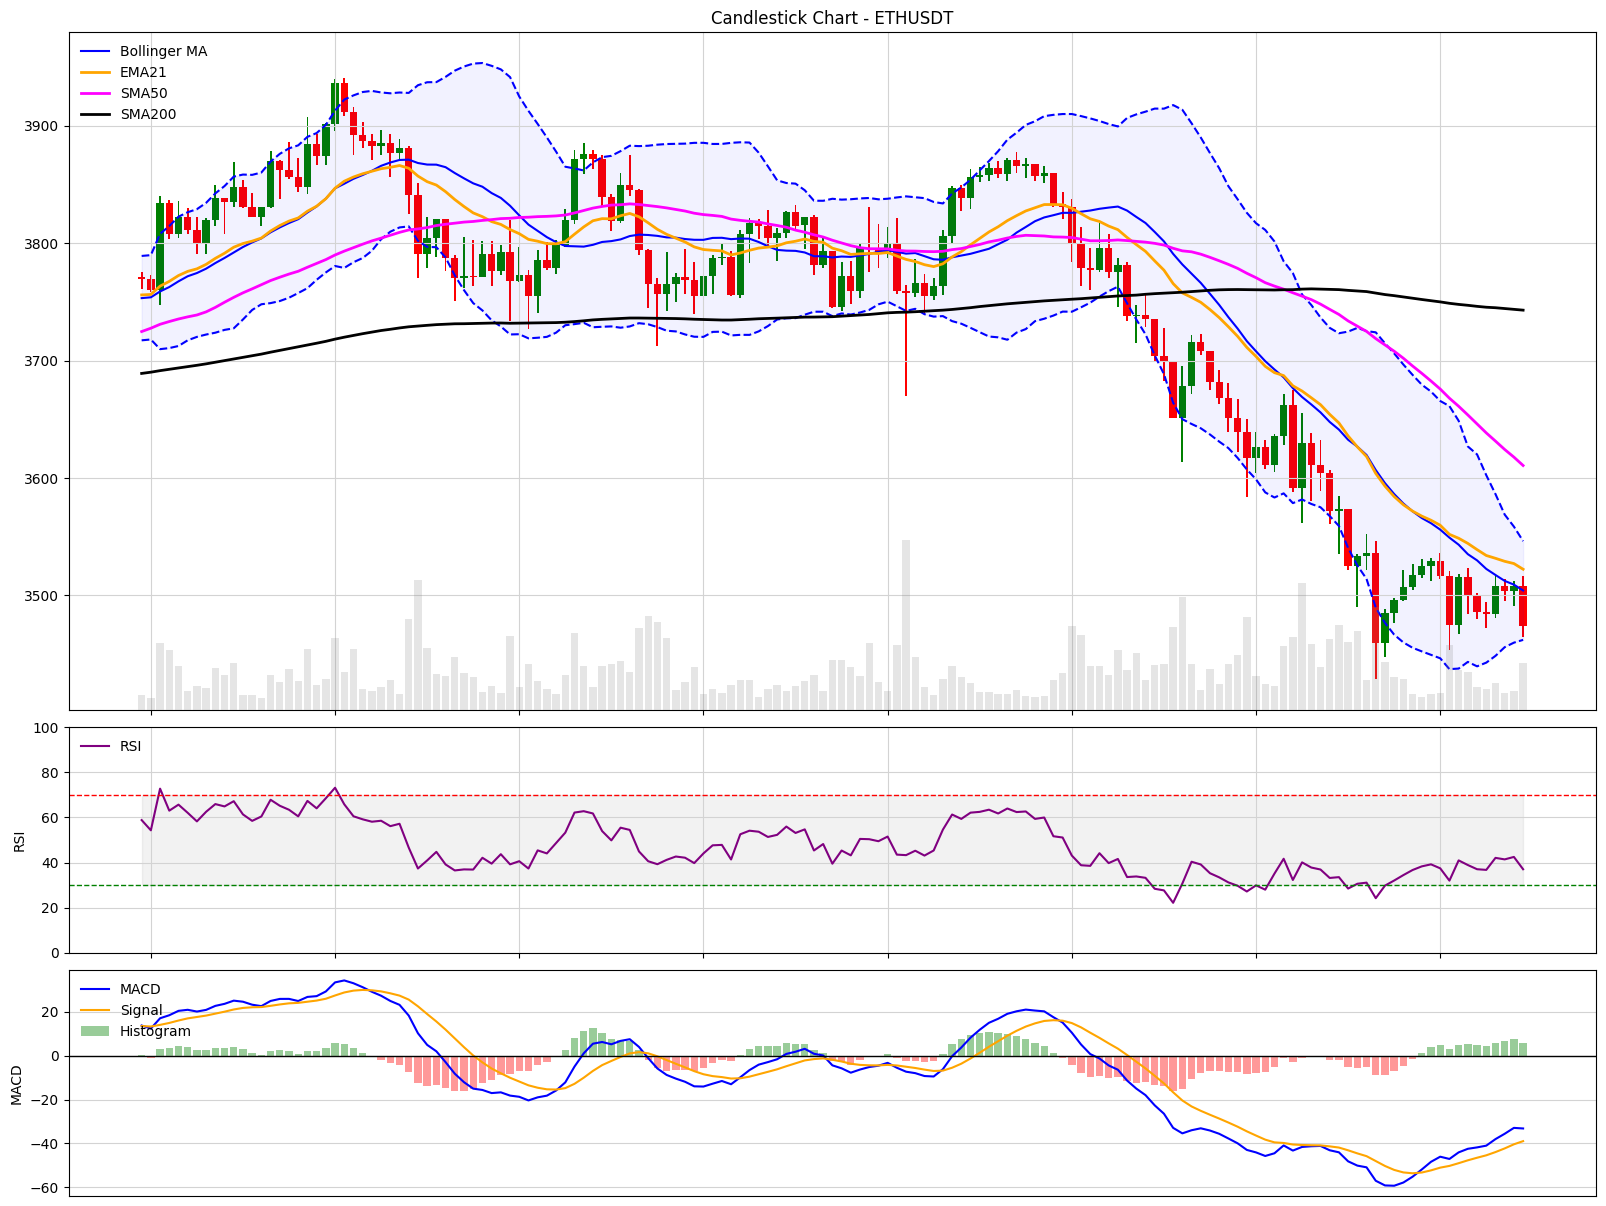 Candlestick Chart - ETHUSDT
Bollinger MA
EMA21
SMA50
SMA200
3900
3800
3700
3600
3500
RSI
100
80
60
40
20
0
RSI
MACD
Signal
Histogram
20
0
−20
−40
−60
MACD